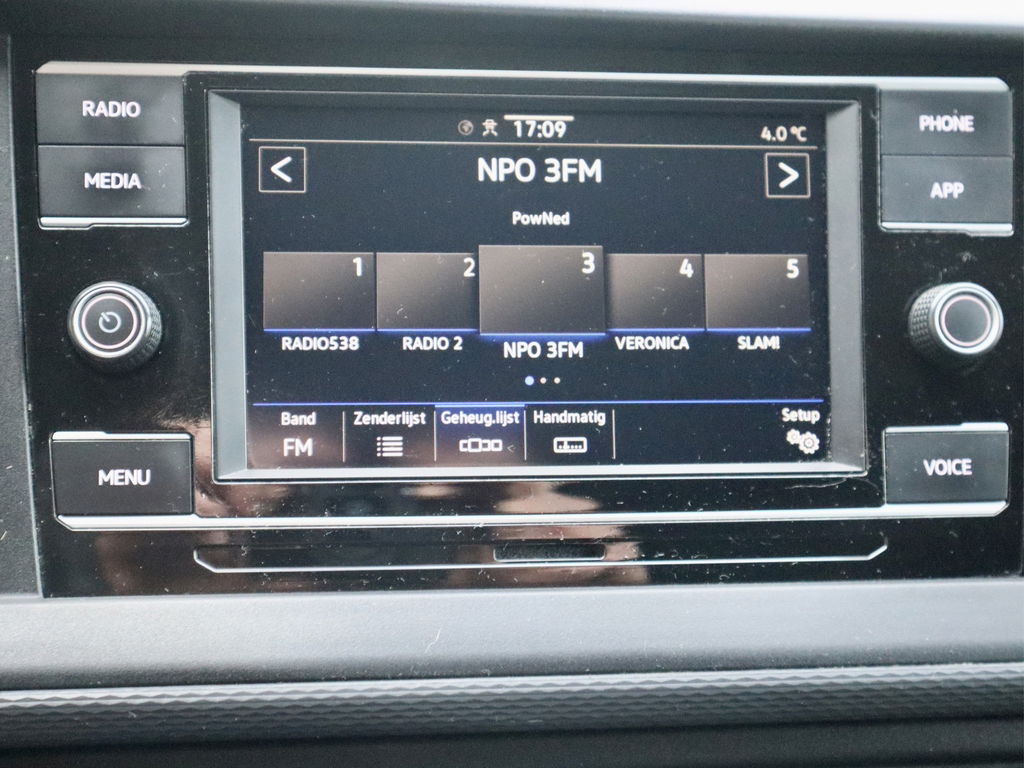 RADIO
MEDIA
MENU
17:09
4.0 °C
<
NPO 3FM
>
PowNed
1
2
3
4
5
RADIO538
RADIO 2
NPO 3FM
VERONICA
SLAM!
Band
Zenderlijst
Geheug.lijst
Handmatig
Setup
FM
PHONE
APP
VOICE